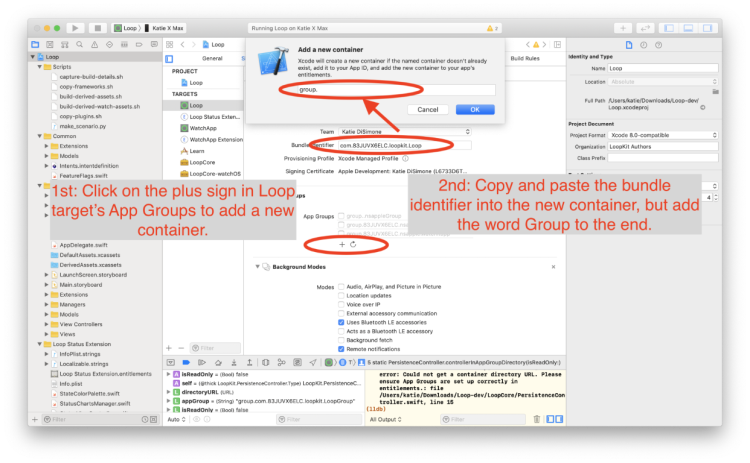 Loop
Katie X Max
Running Loop on Katie X Max
2
Loop
General
Build Rules
Add a new container
Xcode will create a new container if the named container doesn't already
exist, add it to your App ID, and add the new container to your app's
entitlements.
group.
Cancel
OK
Loop
Scripts
capture-build-details.sh
copy-frameworks.sh
build-derived-assets.sh
build-derived-watch-assets.sh
copy-plugins.sh
make_scenario.py
Common
Extensions
Models
Intents.intentdefinition
FeatureFlags.swift
PROJECT
Loop
TARGETS
Loop
Loop Status Exten...
WatchApp
WatchApp Extension
Learn
LoopCore
LoopCore-watchOS
Team
Katie DiSimone
Bundle Identifier
com.83JUVX6ELC.loopkit.Loop
Provisioning Profile
Xcode Managed Profile
Signing Certificate
Apple Development: Katie DiSimone (L6733D6T...
Identity and Type
Name
Loop
Location
Absolute
Full Path
/Users/katie/Downloads/Loop-dev/
Loop.xcodeproj
Project Document
Project Format
Xcode 8.0-compatible
Organization
LoopKit Authors
Class Prefix
4
1st: Click on the plus sign in Loop
target's App Groups to add a new
container.
2nd: Copy and paste the bundle
identifier into the new container, but add
the word Group to the end.
App Groups
AppDelegate.swift
DefaultAssets.xcassets
DerivedAssets.xcassets
LaunchScreen.storyboard
Main.storyboard
Extensions
Managers
Models
View Controllers
Views
Loop Status Extension
InfoPlist.strings
Localizable.strings
Loop Status Extension.entitlements
Info.plist
StateColorPalette.swift
StatusChartsManager.swift
Filter
Filter
Background Modes
Modes
Audio, AirPlay, and Picture in Picture
Location updates
Voice over IP
External accessory communication
Uses Bluetooth LE accessories
Acts as a Bluetooth LE accessory
Background fetch
Remote notifications
5 static PersistenceController.controllerInAppGroupDirectory(isReadOnly:)
isReadOnly = (Bool) false
self = (@thick LoopKit.PersistenceController.Type) LoopKit.PersistenceC...
directoryURL (URL)
appGroup = (String) "group.com.83JUVX6ELC.loopkit.LoopGroup"
isReadOnly = (Bool) false
Auto
Filter
error: Could not get a container directory URL. Please
ensure App Groups are set up correctly in
entitlements.: file
/Users/katie/Downloads/Loop-dev/LoopCore/PersistenceCon
troller.swift, line 15
(lldb)
All Output
Filter